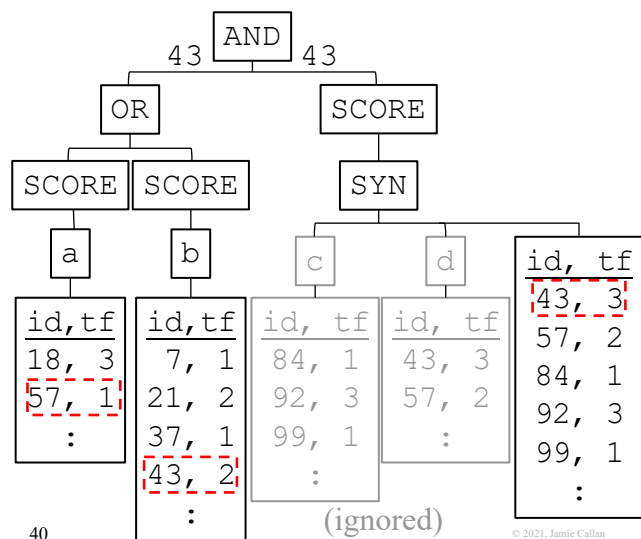 AND
43 43
OR SCORE
SCORE SCORE SYN
a b c d
id,tf
18, 3
57, 1
:
id,tf
7, 1
21, 2
37, 1
43, 2
:
id, tf
84, 1
92, 3
99, 1
:
id, tf
43, 3
57, 2
:
id, tf
43, 3
57, 2
84, 1
92, 3
99, 1
:
(ignored)
40
© 2021, Jamie Callan